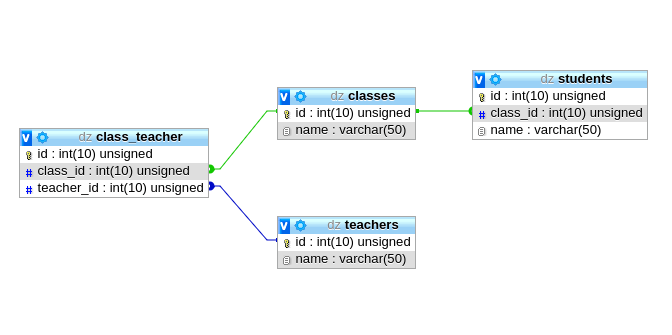 dz students
id : int(10) unsigned
class_id : int(10) unsigned
name : varchar(50)
dz classes
id : int(10) unsigned
name : varchar(50)
dz class_teacher
id : int(10) unsigned
class_id : int(10) unsigned
teacher_id : int(10) unsigned
dz teachers
id : int(10) unsigned
name : varchar(50)